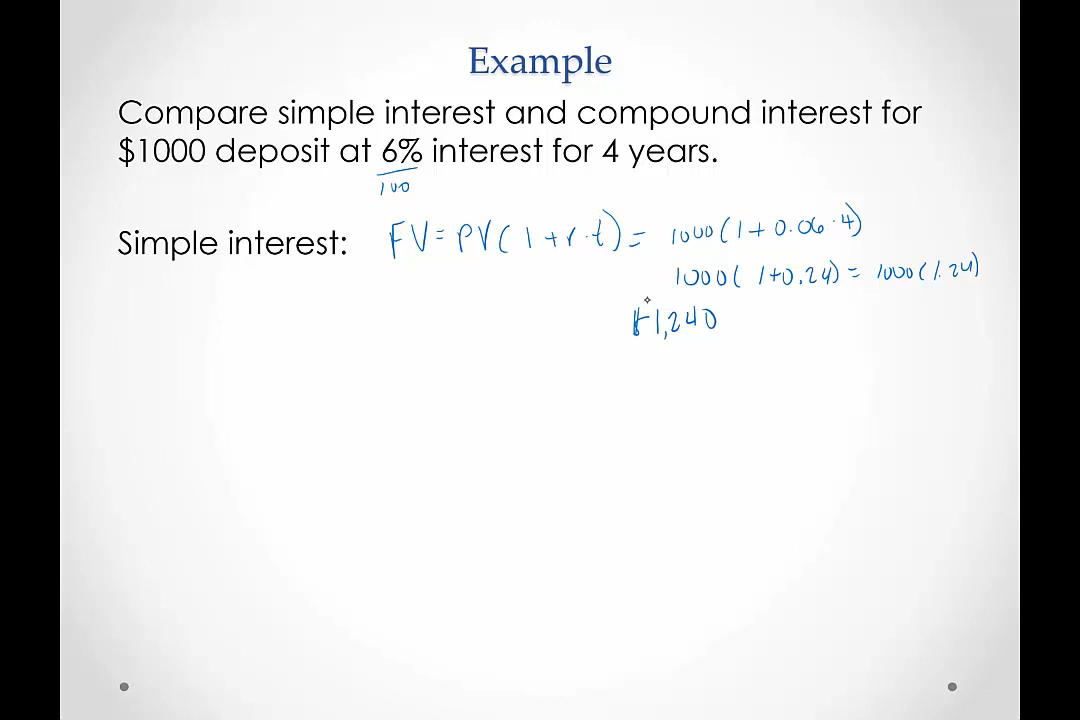 Example
Compare simple interest and compound interest for
$1000 deposit at 6% interest for 4 years.
100
Simple interest: FV = PV ( 1 + r · t ) = 1000 ( 1 + 0.06 · 4 )
1000 ( 1 + 0.24 ) = 1000 ( 1.24 )
1,240